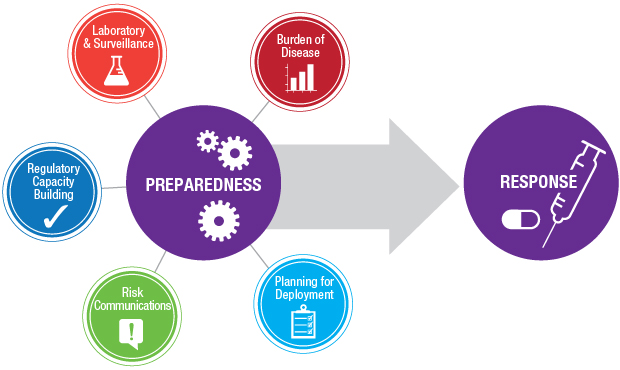 Laboratory
& Surveillance
Burden of
Disease
Regulatory
Capacity
Building
PREPAREDNESS
RESPONSE
Risk
Communications
Planning for
Deployment